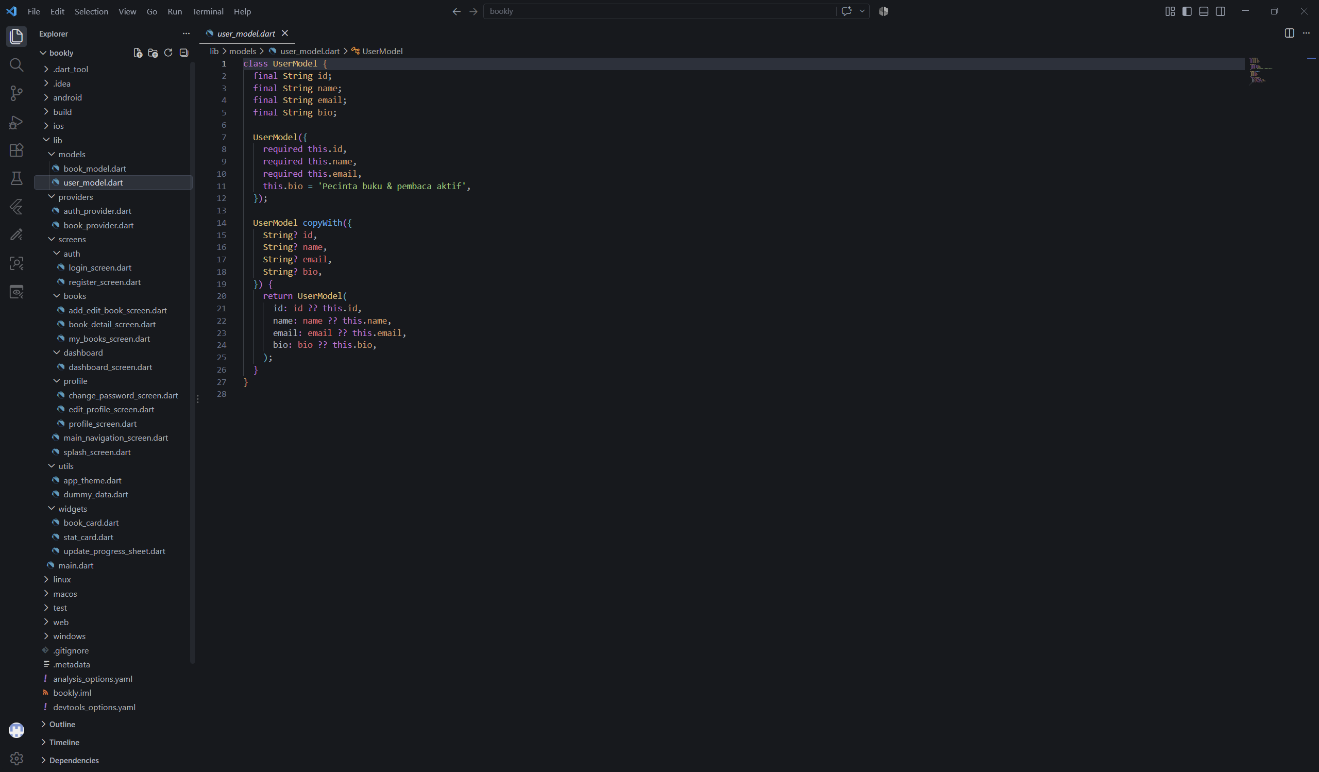 File Edit Selection View Go Run Terminal Help
bookly
Explorer
user_model.dart
bookly
lib > models > user_model.dart > UserModel
.dart_tool
.idea
android
build
ios
lib
models
book_model.dart
user_model.dart
providers
auth_provider.dart
book_provider.dart
screens
auth
login_screen.dart
register_screen.dart
books
add_edit_book_screen.dart
book_detail_screen.dart
my_books_screen.dart
dashboard
dashboard_screen.dart
profile
change_password_screen.dart
edit_profile_screen.dart
profile_screen.dart
main_navigation_screen.dart
splash_screen.dart
utils
app_theme.dart
dummy_data.dart
widgets
book_card.dart
stat_card.dart
update_progress_sheet.dart
main.dart
linux
macos
test
web
windows
.gitignore
.metadata
analysis_options.yaml
bookly.iml
devtools_options.yaml
Outline
Timeline
Dependencies
1 class UserModel {
2 final String id;
3 final String name;
4 final String email;
5 final String bio;
6
7 UserModel({
8 required this.id,
9 required this.name,
10 required this.email,
11 this.bio = 'Pecinta buku & pembaca aktif',
12 });
13
14 UserModel copyWith({
15 String? id,
16 String? name,
17 String? email,
18 String? bio,
19 }) {
20 return UserModel(
21 id: id ?? this.id,
22 name: name ?? this.name,
23 email: email ?? this.email,
24 bio: bio ?? this.bio,
25 );
26 }
27 }
28